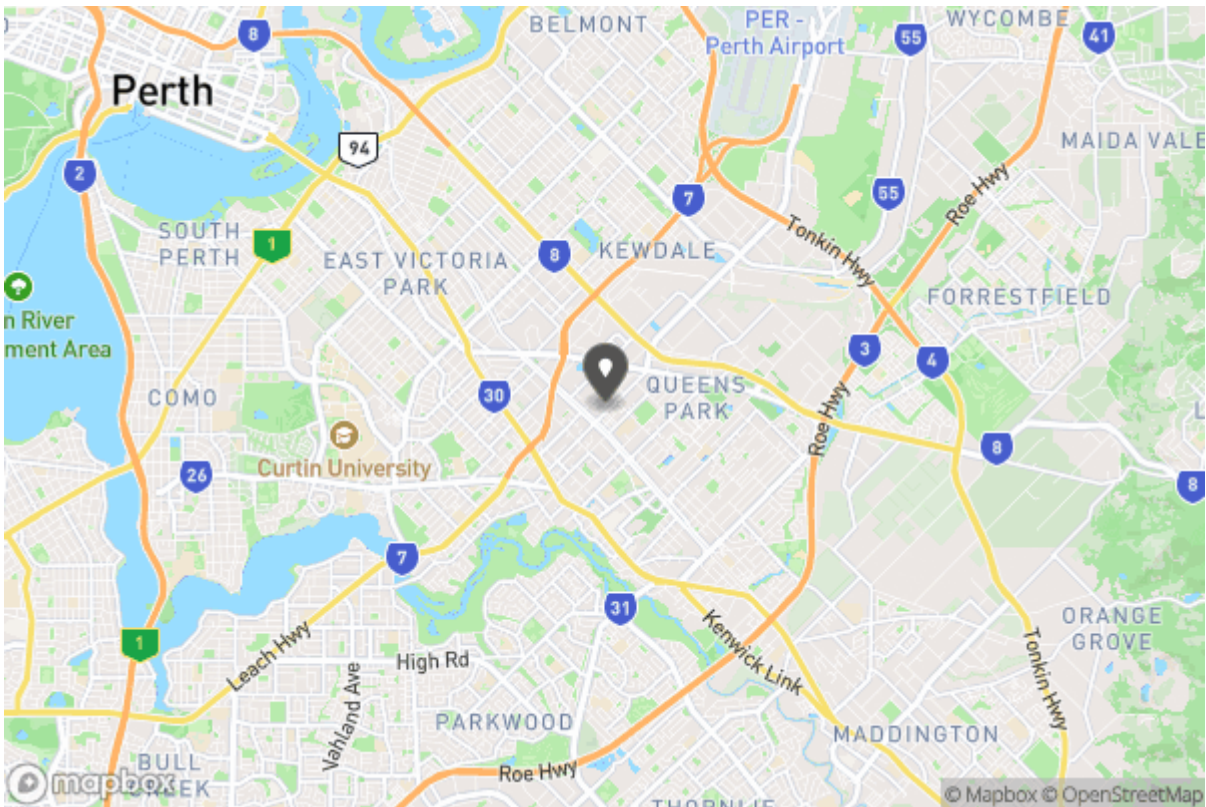 BELMONT
PER -
Perth Airport
WYCOMBE
8
55
41
Perth
94
MAIDA VALE
2
7
55
Roe Hwy
SOUTH
PERTH
1
EAST VICTORIA
PARK
8
KEWDALE
Tonkin Hwy
FORRESTFIELD
n River
ment Area
3
4
COMO
30
QUEENS
PARK
Roe Hwy
Curtin University
26
8
8
7
31
ORANGE
GROVE
1
Leach Hwy
High Rd
Vahland Ave
Kenwick Link
Tonkin Hwy
PARKWOOD
MADDINGTON
BULL
CREEK
Roe Hwy
THORNLIE
mapbox
© Mapbox © OpenStreetMap